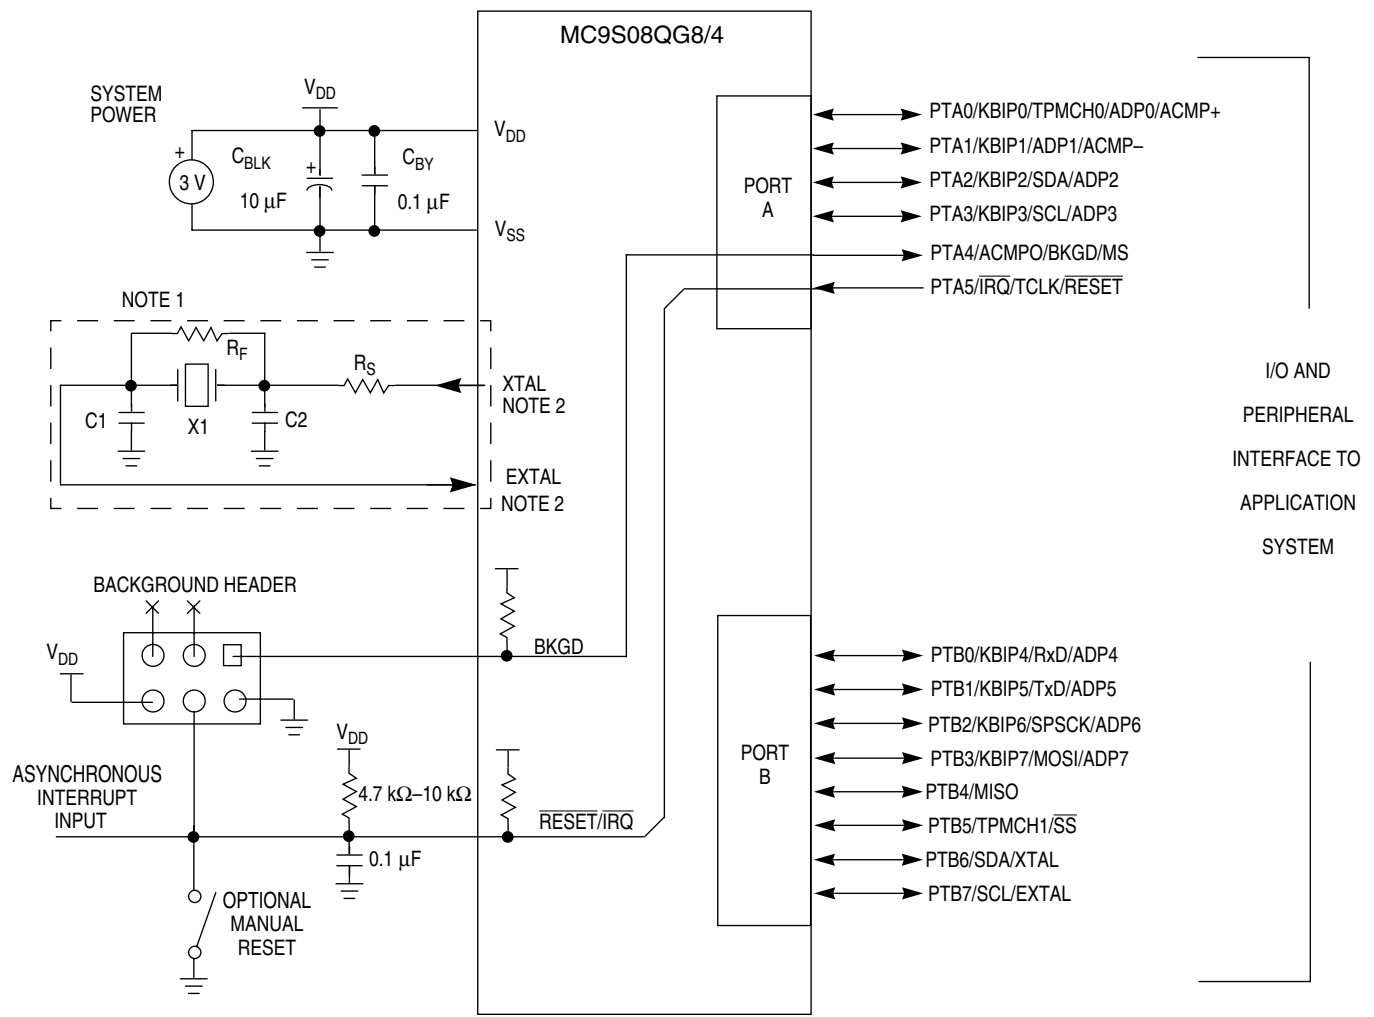 MC9S08QG8/4
SYSTEM
POWER
VDD
VDD
+
3 V
CBLK
10 μF
+
CBY
0.1 μF
VSS
NOTE 1
RF
RS
C1
X1
C2
XTAL
NOTE 2
EXTAL
NOTE 2
BACKGROUND HEADER
VDD
BKGD
VDD
4.7 kΩ–10 kΩ
ASYNCHRONOUS
INTERRUPT
INPUT
RESET/IRQ
0.1 μF
OPTIONAL
MANUAL
RESET
PORT
A
PTA0/KBIP0/TPMCH0/ADP0/ACMP+
PTA1/KBIP1/ADP1/ACMP–
PTA2/KBIP2/SDA/ADP2
PTA3/KBIP3/SCL/ADP3
PTA4/ACMPO/BKGD/MS
PTA5/IRQ/TCLK/RESET
PORT
B
PTB0/KBIP4/RxD/ADP4
PTB1/KBIP5/TxD/ADP5
PTB2/KBIP6/SPSCK/ADP6
PTB3/KBIP7/MOSI/ADP7
PTB4/MISO
PTB5/TPMCH1/SS
PTB6/SDA/XTAL
PTB7/SCL/EXTAL
I/O AND
PERIPHERAL
INTERFACE TO
APPLICATION
SYSTEM